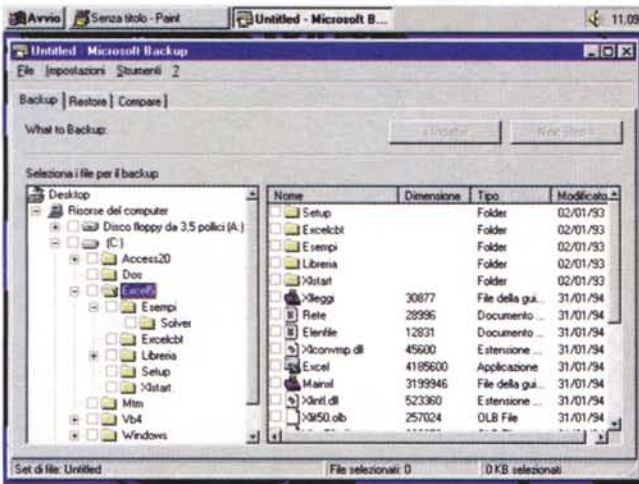 Avvio Senza titolo - Paint Untitled - Microsoft B... 11.09
Untitled - Microsoft Backup
File Impostazioni Strumenti ?
Backup Restore Compare
What to Backup:
Seleziona i file per il backup
Desktop
Risorse del computer
Disco floppy da 3,5 pollici (A:)
(C:)
Access20
Dos
Excel5
Esempi
Solver
Excelcbt
Libreria
Setup
Xlstart
Mtm
Vb4
Windows
Nome Dimensione Tipo Modificato
Setup Folder 02/01/93
Excelcbt Folder 02/01/93
Esempi Folder 02/01/93
Libreria Folder 02/01/93
Xlstart Folder 02/01/93
Xlleggi 30877 File della gui... 31/01/94
Rete 28996 Documento ... 31/01/94
Elenfile 12831 Documento ... 31/01/94
Xlconvmp.dll 45600 Estensione ... 31/01/94
Excel 4185600 Applicazione 31/01/94
Mainxl 3199946 File della gui... 31/01/94
Xlintl.dll 523360 Estensione ... 31/01/94
Xlit50.olb 257024 OLB File 31/01/94
Set di file: Untitled File selezionati: 0 0 KB selezionati